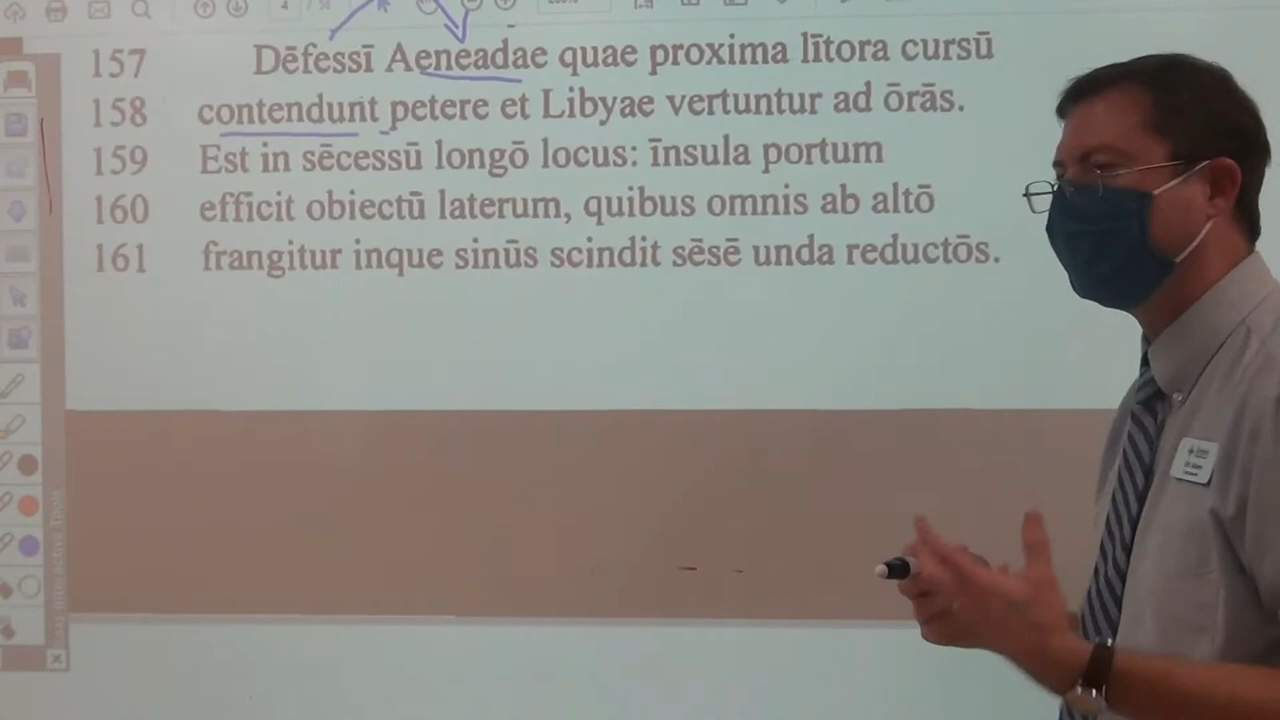 157 Dēfessī Aeneadae quae proxima lītora cursū
158 contendunt petere et Libyae vertuntur ad ōrās.
159 Est in sēcessū longō locus: īnsula portum
160 efficit obiectū laterum, quibus omnis ab altō
161 frangitur inque sinūs scindit sēsē unda reductōs.